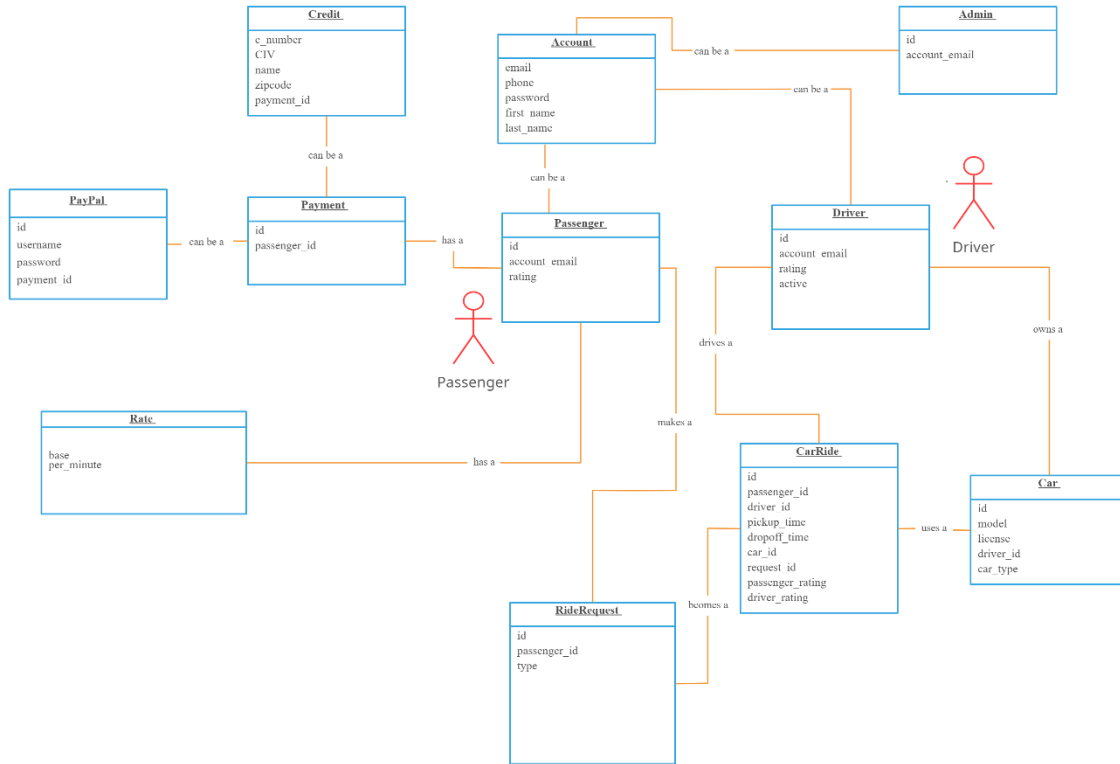 Credit
c_number
CIV
name
zipcode
payment_id
Account
email
phone
password
first_name
last_name
Admin
id
account_email
can be a
can be a
can be a
can be a
PayPal
id
username
password
payment_id
can be a
Payment
id
passenger_id
has a
Passenger
id
account_email
rating
Driver
id
account_email
rating
active
Driver
Passenger
drives a
owns a
makes a
Rate
base
per_minute
has a
CarRide
id
passenger_id
driver_id
pickup_time
dropoff_time
car_id
request_id
passenger_rating
driver_rating
uses a
Car
id
model
license
driver_id
car_type
becomes a
RideRequest
id
passenger_id
type